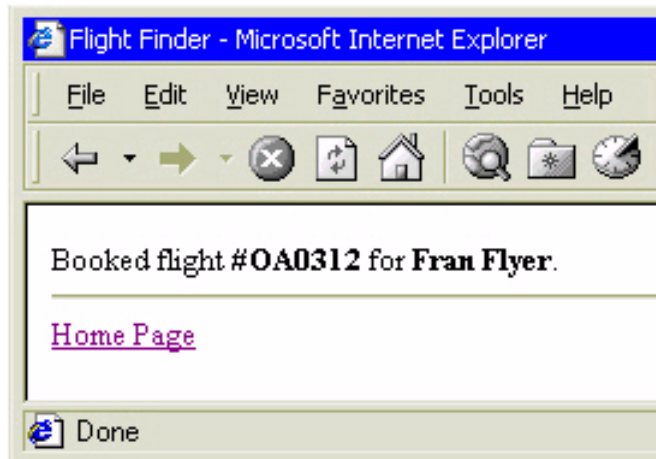 Flight Finder - Microsoft Internet Explorer
File Edit View Favorites Tools Help
Booked flight #OA0312 for Fran Flyer.
Home Page
Done